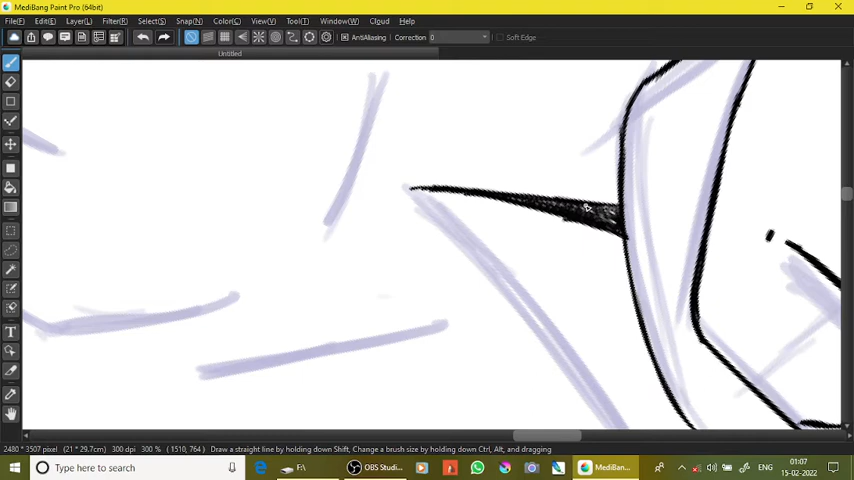 MediBang Paint Pro (64bit)
File(F) Edit(E) Layer(L) Filter(R) Select(S) Snap(N) Color(C) View(V) Tool(T) Window(W) Cloud Help
AntiAliasing Correction 0 Soft Edge
Untitled
2480 * 3507 pixel (21 * 29.7cm) 300 dpi 300 % (1510, 764) Draw a straight line by holding down Shift, Change a brush size by holding down Ctrl, Alt, and dragging
Type here to search F:\ OBS Studi... MediBan... ENG 01:07
15-02-2022